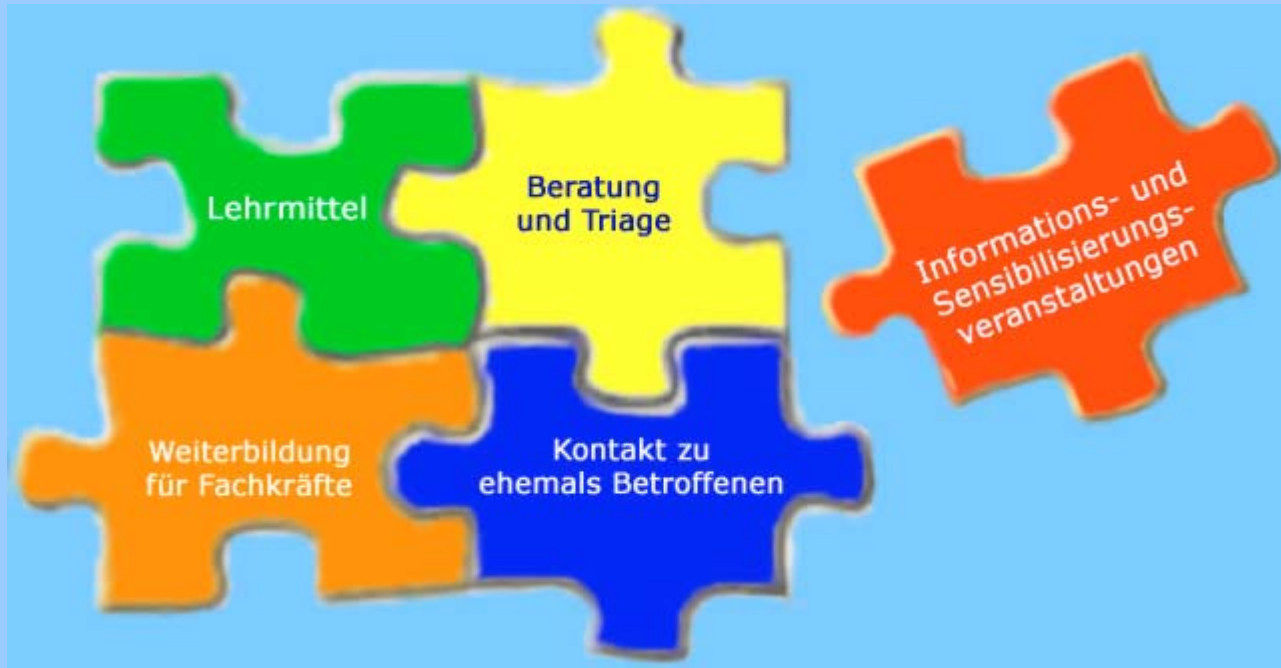 Lehrmittel
Beratung
und Triage
Informations- und
Sensibilisierungs-
veranstaltungen
Weiterbildung
für Fachkräfte
Kontakt zu
ehemals Betroffenen